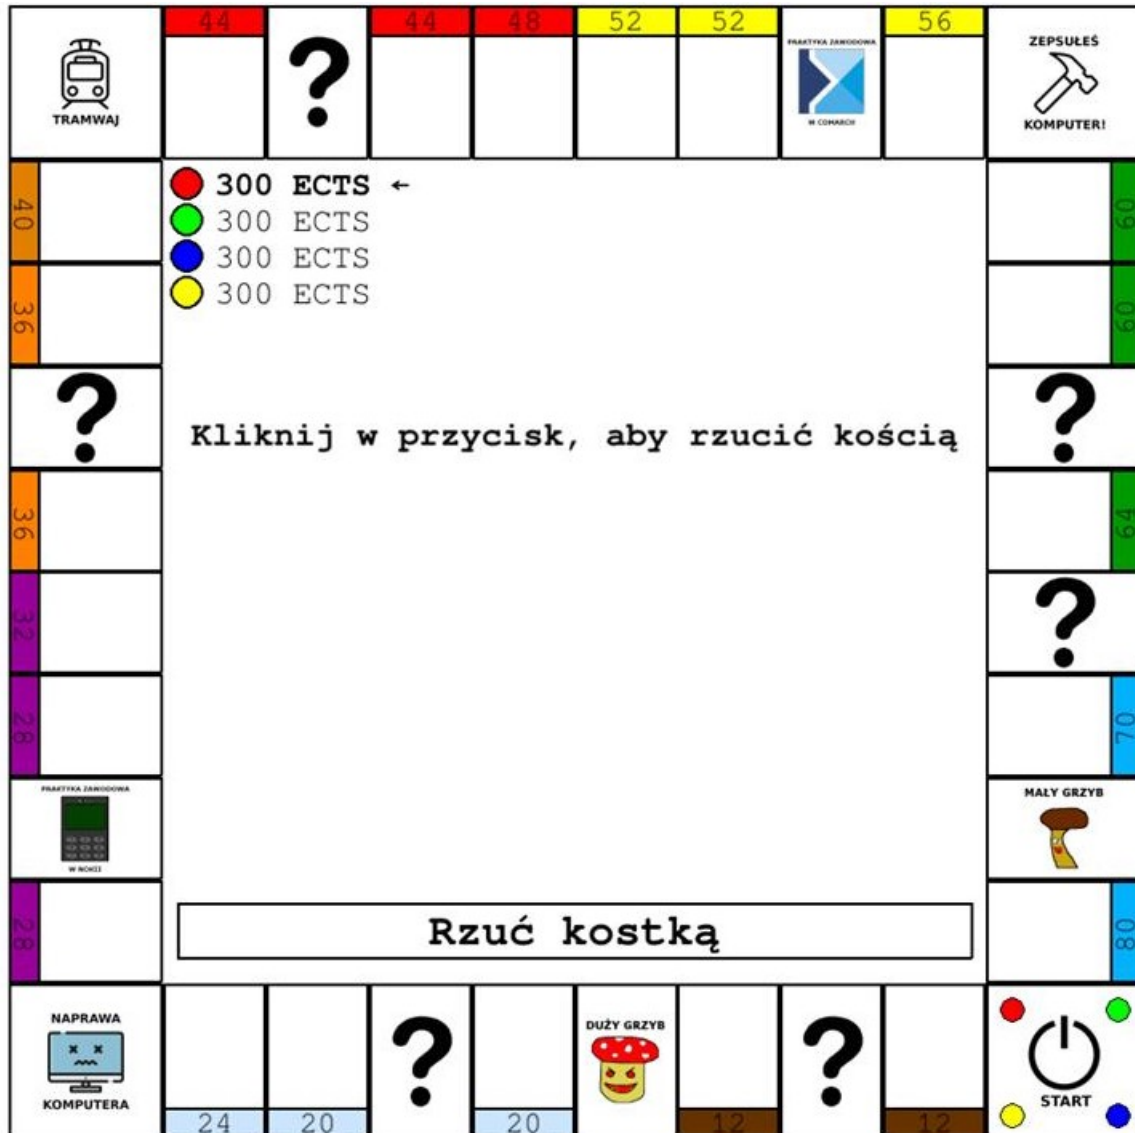 44
?
44
48
52
52
PRAKTYKA ZAWODOWA
W COMARCH
56
TRAMWAJ
ZEPSUŁEŚ
KOMPUTER!
300 ECTS ←
300 ECTS
300 ECTS
300 ECTS
40
36
?
36
32
28
PRAKTYKA ZAWODOWA
W NOKII
28
Kliknij w przycisk, aby rzucić kością
60
60
?
64
?
70
MAŁY GRZYB
80
Rzuć kostką
NAPRAWA
KOMPUTERA
24
20
?
20
DUŻY GRZYB
12
?
12
START